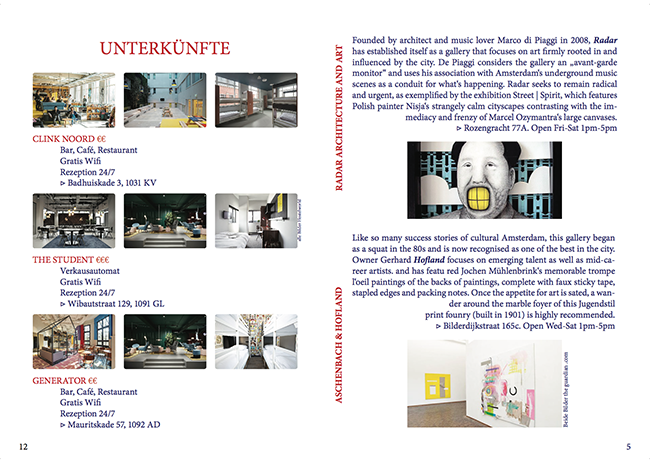 UNTERKÜNFTE
CLINK NOORD €€
Bar, Café, Restaurant
Gratis Wifi
Rezeption 24/7
⊳ Badhuiskade 3, 1031 KV
alle Bilder Hostelworld
THE STUDENT €€€
Verkausautomat
Gratis Wifi
Rezeption 24/7
⊳ Wibautstraat 129, 1091 GL
GENERATOR €€
Bar, Café, Restaurant
Gratis Wifi
Rezeption 24/7
⊳ Mauritskade 57, 1092 AD
12
RADAR ARCHITECTURE AND ART
Founded by architect and music lover Marco di Piaggi in 2008, Radar
has established itself as a gallery that focuses on art firmly rooted in and
influenced by the city. De Piaggi considers the gallery an „avant-garde
monitor" and uses his association with Amsterdam's underground music
scenes as a conduit for what's happening. Radar seeks to remain radical
and urgent, as exemplified by the exhibition Street | Spirit, which features
Polish painter Nisja's strangely calm cityscapes contrasting with the im-
mediacy and frenzy of Marcel Ozymantra's large canvases.
⊳ Rozengracht 77A. Open Fri-Sat 1pm-5pm
ASCHENBACH & HOFLAND
Like so many success stories of cultural Amsterdam, this gallery began
as a squat in the 80s and is now recognised as one of the best in the city.
Owner Gerhard Hofland focuses on emerging talent as well as mid-ca-
reer artists. and has featu red Jochen Mühlenbrink's memorable trompe
l'oeil paintings of the backs of paintings, complete with faux sticky tape,
stapled edges and packing notes. Once the appetite for art is sated, a wan-
der around the marble foyer of this Jugendstil
print founry (built in 1901) is highly recommended.
⊳ Bilderdijkstraat 165c. Open Wed-Sat 1pm-5pm
Beide Bilder the guardian .com
5